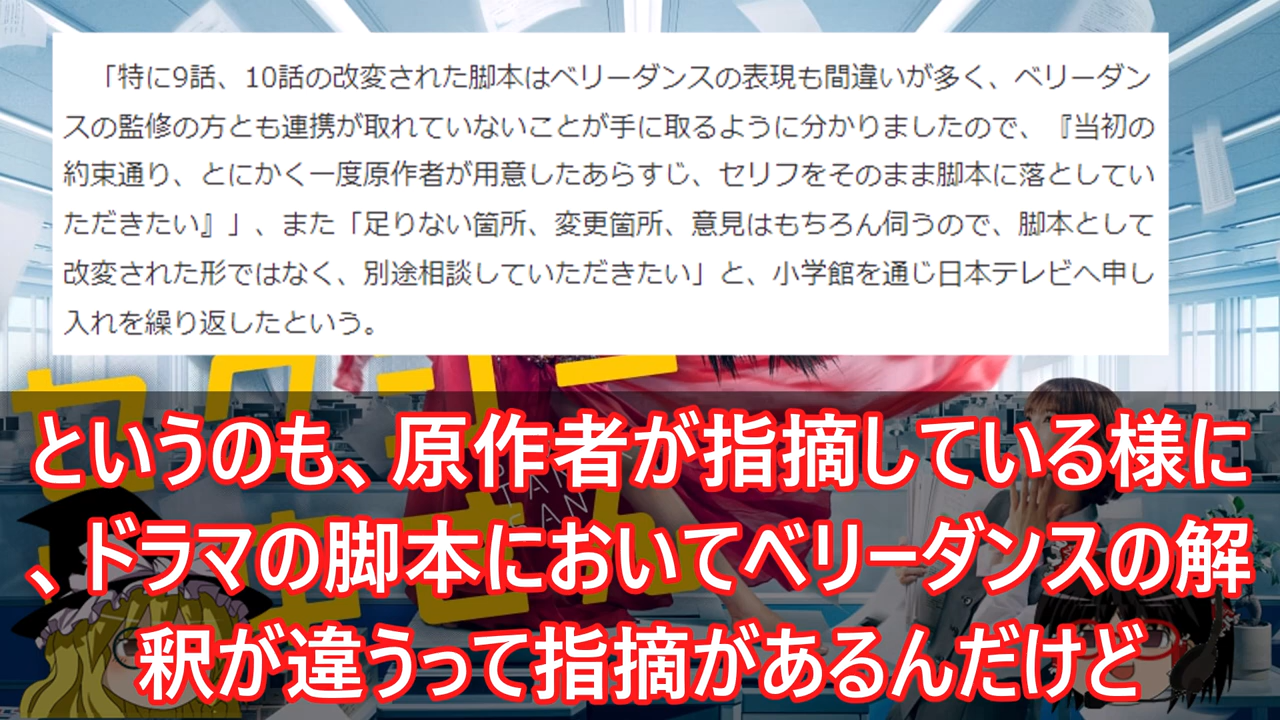 「特に9話、10話の改変された脚本はベリーダンスの表現も間違いが多く、ベリーダン
スの監修の方とも連携が取れていないことが手に取るように分かりましたので、『当初の
約束通り、とにかく一度原作者が用意したあらすじ、セリフをそのまま脚本に落としてい
ただきたい』」、また「足りない箇所、変更箇所、意見はもちろん伺うので、脚本として
改変された形ではなく、別途相談していただきたい」と、小学館を通じ日本テレビへ申し
入れを繰り返したという。
というのも、原作者が指摘している様に
、ドラマの脚本においてベリーダンスの解
釈が違うって指摘があるんだけど